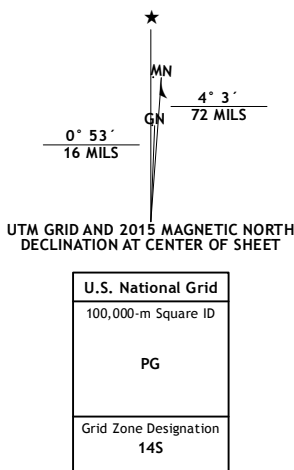 ★
MN
4° 3´
72 MILS
GN
0° 53´
16 MILS
UTM GRID AND 2015 MAGNETIC NORTH
DECLINATION AT CENTER OF SHEET
U.S. National Grid
100,000-m Square ID
PG
Grid Zone Designation
14S